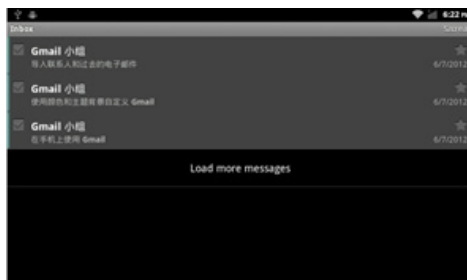 6:22
Inbox
Gmail 小组
导入联系人和过去的电子邮件
6/7/2012
Gmail 小组
使用颜色和主题背景自定义 Gmail
6/7/2012
Gmail 小组
在手机上使用 Gmail
6/7/2012
Load more messages